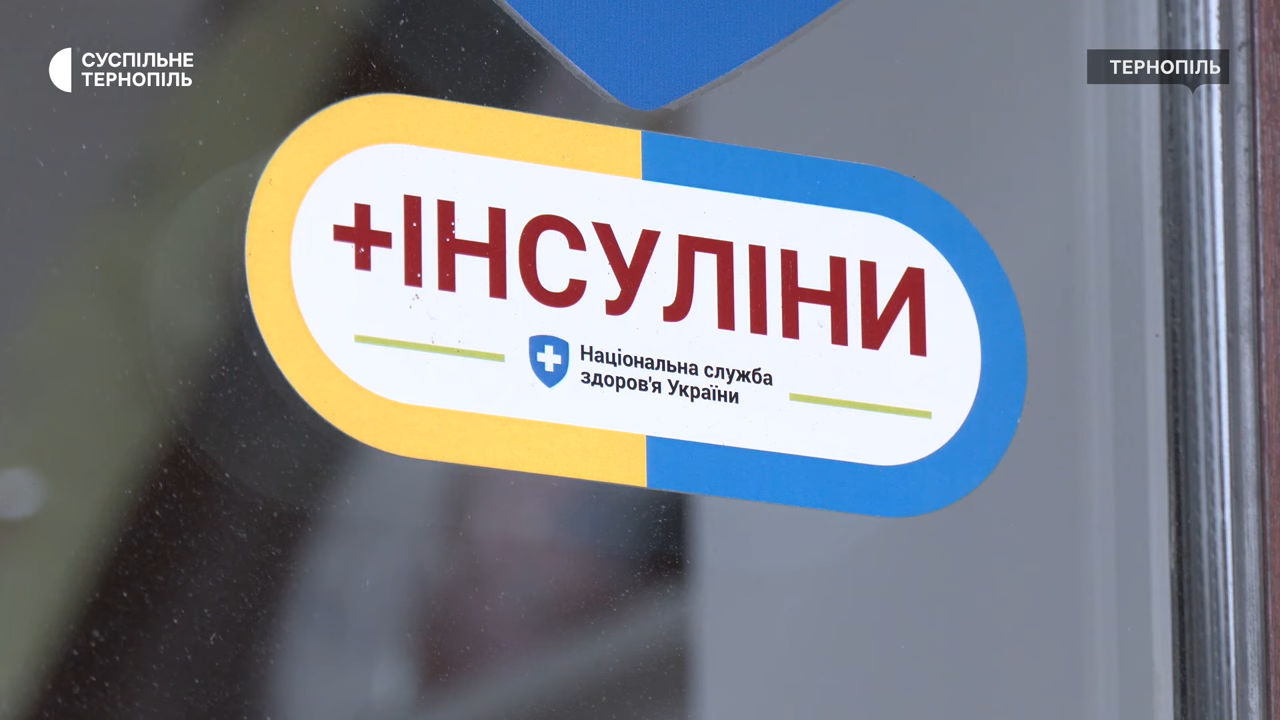 СУСПІЛЬНЕ
ТЕРНОПІЛЬ
ТЕРНОПІЛЬ
+ІНСУЛІНИ
Національна служба
здоров'я України